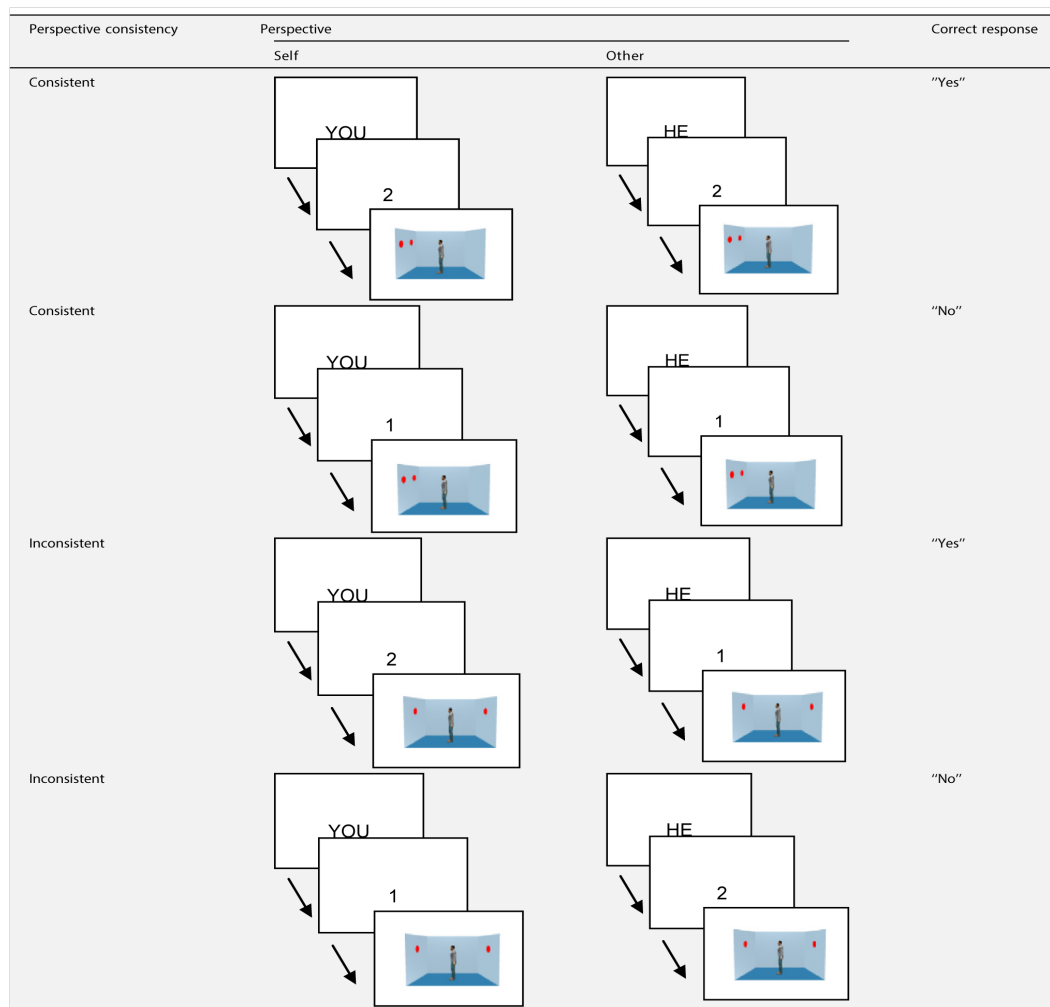 Perspective consistency Perspective Correct response
Self Other
Consistent "Yes"
YOU HE
2 2
Consistent "No"
YOU HE
1 1
Inconsistent "Yes"
YOU HE
2 1
Inconsistent "No"
YOU HE
1 2